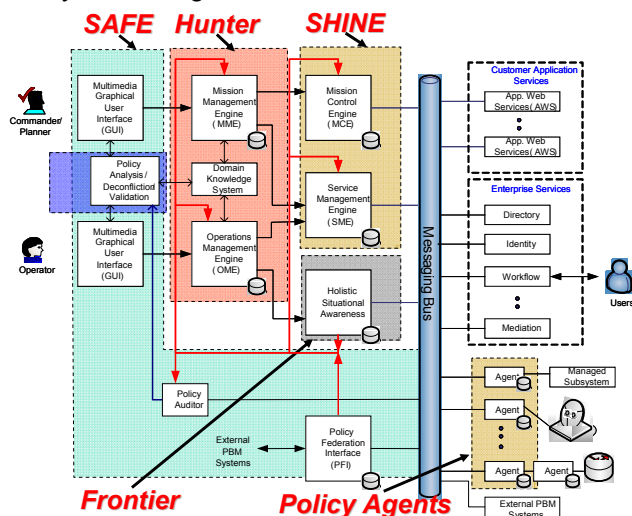 SAFE
Hunter
SHINE
Commander/
Planner
Multimedia
Graphical
User
Interface
(GUI)
Mission
Management
Engine
(MME)
Mission
Control
Engine
(MCE)
Customer Application
Services
App. Web
Services(AWS)
App. Web
Services(AWS)
Policy
Analysis /
Deconfliction/
Validation
Domain
Knowledge
System
Service
Management
Engine
(SME)
Messaging Bus
Enterprise Services
Directory
Identity
Workflow
Mediation
Users
Operator
Multimedia
Graphical
User
Interface
(GUI)
Operations
Management
Engine
(OME)
Holistic
Situational
Awareness
Policy
Auditor
External
PBM
Systems
Policy
Federation
Interface
(PFI)
Agent
Managed
Subsystem
Agent
Agent
Agent
External PBM
Systems
Frontier
Policy Agents